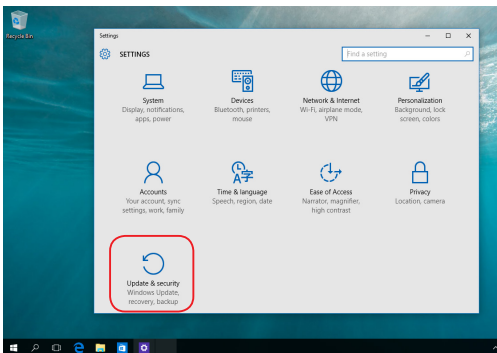 Recycle Bin
Settings
SETTINGS
Find a setting
System
Display, notifications,
apps, power
Devices
Bluetooth, printers,
mouse
Network & Internet
Wi-Fi, airplane mode,
VPN
Personalization
Background, lock
screen, colors
Accounts
Your account, sync
settings, work, family
Time & language
Speech, region, date
Ease of Access
Narrator, magnifier,
high contrast
Privacy
Location, camera
Update & security
Windows Update,
recovery, backup